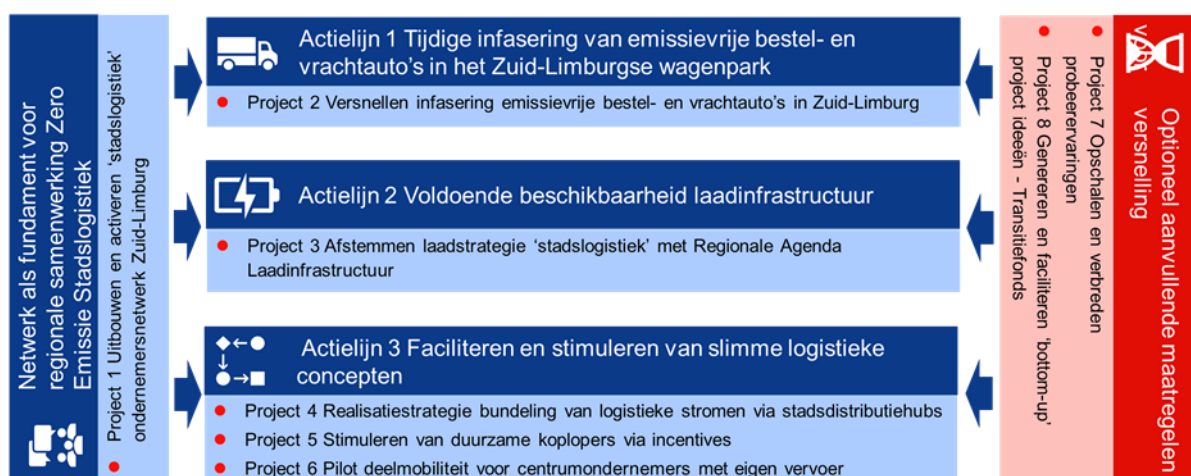 Netwerk als fundament voor
regionale samenwerking Zero
Emissie Stadslogistiek
Project 1 Uitbouwen en activeren ‘stadslogistiek’
ondernemersnetwerk Zuid-Limburg
Actielijn 1 Tijdige infasering van emissievrije bestel- en
vrachtauto’s in het Zuid-Limburgse wagenpark
Project 2 Versnellen infasering emissievrije bestel- en vrachtauto’s in Zuid-Limburg
Actielijn 2 Voldoende beschikbaarheid laadinfrastructuur
Project 3 Afstemmen laadstrategie ‘stadslogistiek’ met Regionale Agenda
Laadinfrastructuur
Actielijn 3 Faciliteren en stimuleren van slimme logistieke
concepten
Project 4 Realisatiestrategie bundeling van logistieke stromen via stadsdistributiehubs
Project 5 Stimuleren van duurzame koplopers via incentives
Project 6 Pilot deelmobiliteit voor centrumondernemers met eigen vervoer
Optioneel aanvullende maatregelen
voor
versnelling
Project 7 Opschalen en verbreden
probeerervaringen
Project 8 Genereren en faciliteren ‘bottom-up’
project ideeën - Transitiefonds